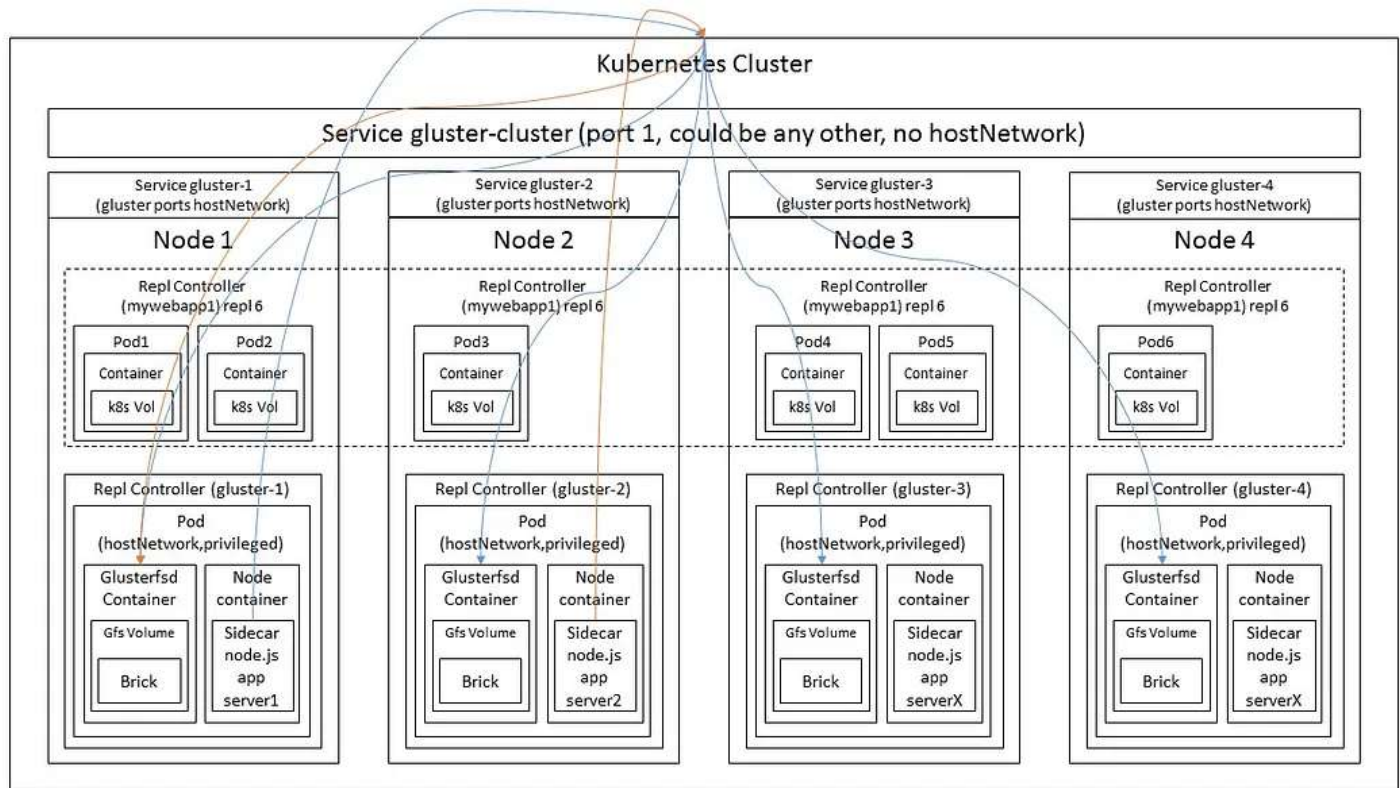 Kubernetes Cluster
Service gluster-cluster (port 1, could be any other, no hostNetwork)
Service gluster-1
(gluster ports hostNetwork)
Node 1
Service gluster-2
(gluster ports hostNetwork)
Node 2
Service gluster-3
(gluster ports hostNetwork)
Node 3
Service gluster-4
(gluster ports hostNetwork)
Node 4
Repl Controller
(mywebapp1) repl 6
Pod1
Container
k8s Vol
Pod2
Container
k8s Vol
Repl Controller
(mywebapp1) repl 6
Pod3
Container
k8s Vol
Repl Controller
(mywebapp1) repl 6
Pod4
Container
k8s Vol
Pod5
Container
k8s Vol
Repl Controller
(mywebapp1) repl 6
Pod6
Container
k8s Vol
Repl Controller (gluster-1)
Pod
(hostNetwork,privileged)
Glusterfsd
Container
Gfs Volume
Brick
Node
container
Sidecar
node.js
app
server1
Repl Controller (gluster-2)
Pod
(hostNetwork,privileged)
Glusterfsd
Container
Gfs Volume
Brick
Node
container
Sidecar
node.js
app
server2
Repl Controller (gluster-3)
Pod
(hostNetwork,privileged)
Glusterfsd
Container
Gfs Volume
Brick
Node
container
Sidecar
node.js
app
serverX
Repl Controller (gluster-4)
Pod
(hostNetwork,privileged)
Glusterfsd
Container
Gfs Volume
Brick
Node
container
Sidecar
node.js
app
serverX